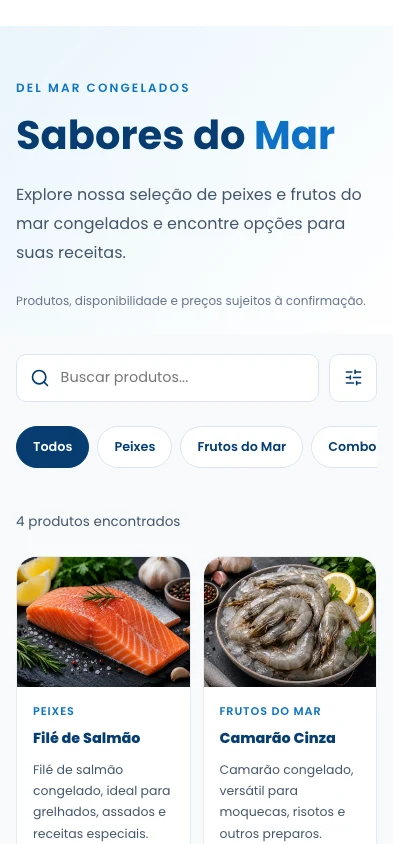 DEL MAR CONGELADOS
Sabores do Mar
Explore nossa seleção de peixes e frutos do
mar congelados e encontre opções para
suas receitas.
Produtos, disponibilidade e preços sujeitos à confirmação.
Buscar produtos...
Todos
Peixes
Frutos do Mar
Combo
4 produtos encontrados
PEIXES
Filé de Salmão
Filé de salmão
congelado, ideal para
grelhados, assados e
receitas especiais.
FRUTOS DO MAR
Camarão Cinza
Camarão congelado,
versátil para
moquecas, risotos e
outros preparos.